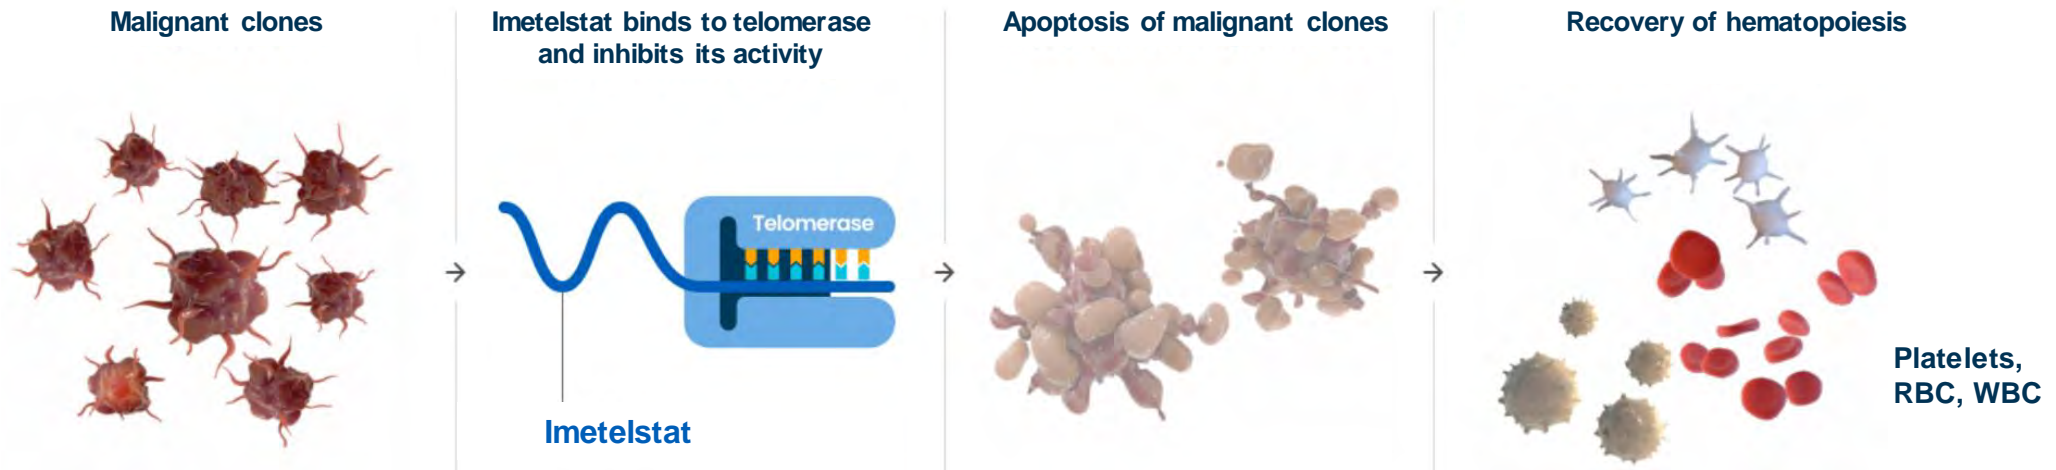 Malignant clones
Imetelstat binds to telomerase
and inhibits its activity
Apoptosis of malignant clones
Recovery of hematopoiesis
Telomerase
Imetelstat
Platelets,
RBC, WBC